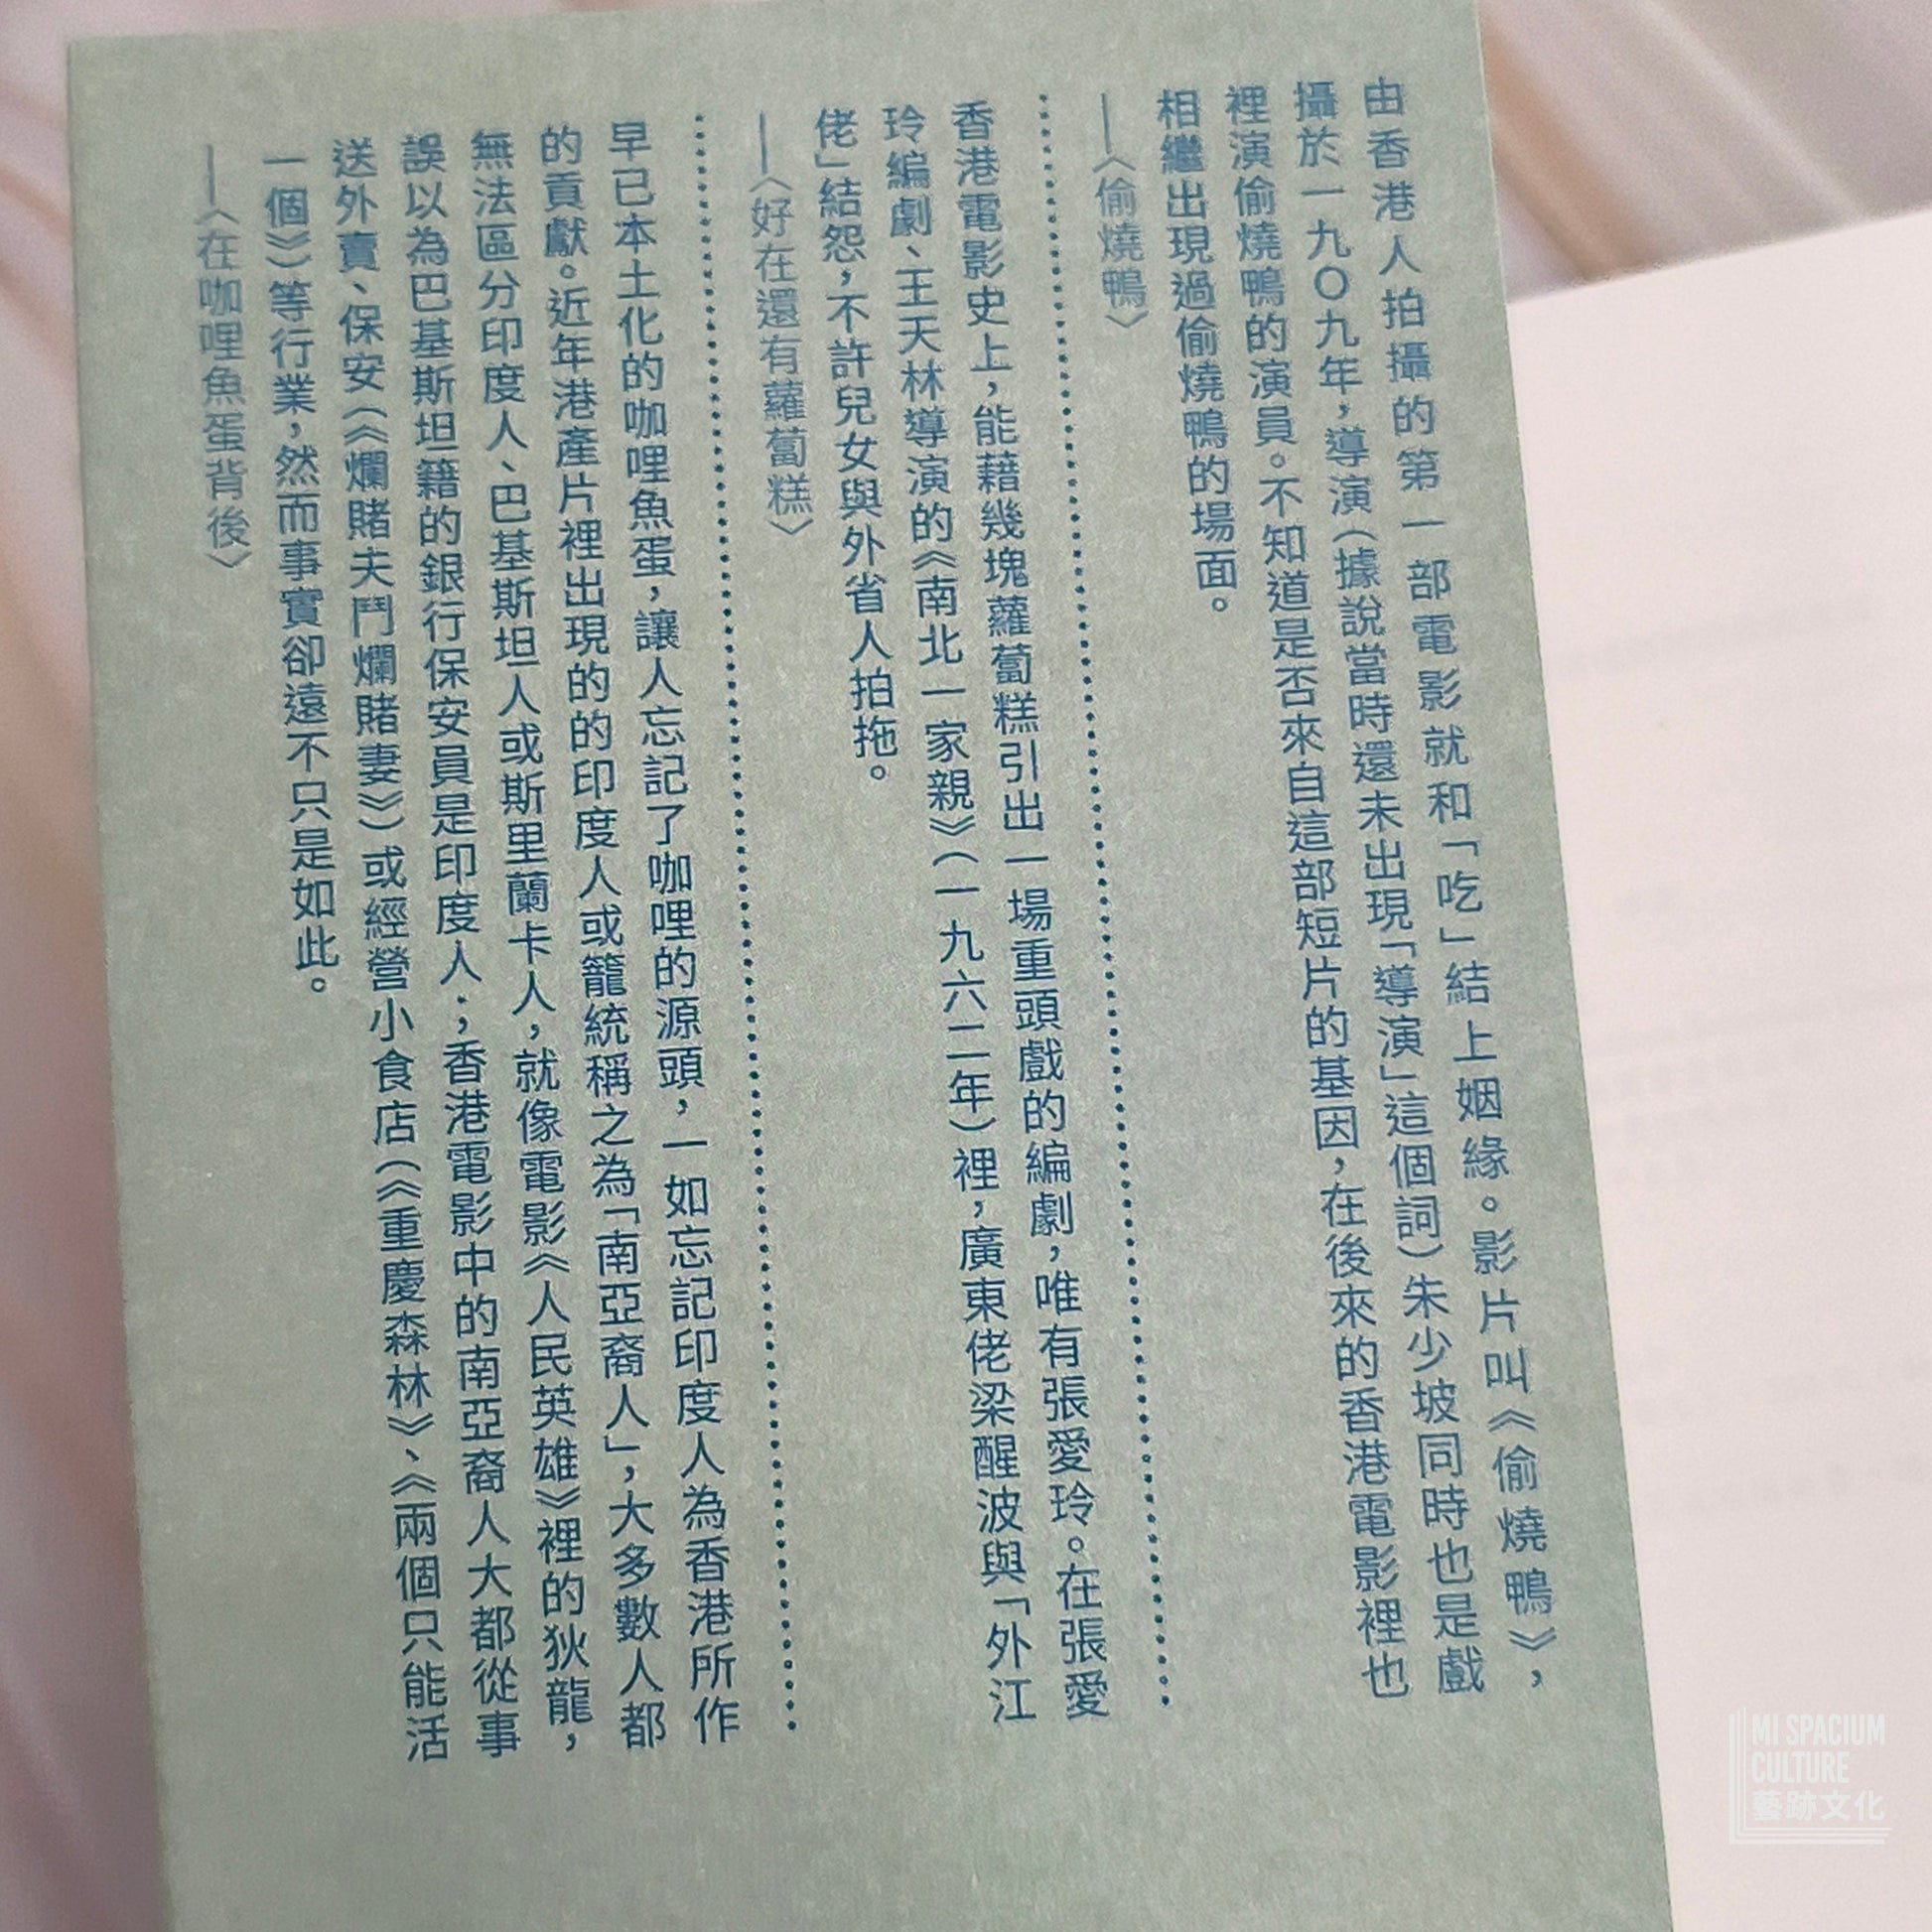 由香港人拍攝的第一部電影就和「吃」結上姻緣。影片叫《偷燒鴨》，
攝於一九〇九年，導演（據說當時還未出現「導演」這個詞）朱少坡同時也是戲
裡演偷燒鴨的演員。不知道是否來自這部短片的基因，在後來的香港電影裡也
相繼出現過偷燒鴨的場面。
——〈偷燒鴨〉
香港電影史上，能藉幾塊蘿蔔糕引出一場重頭戲的編劇，唯有張愛玲。在張愛
玲編劇、王天林導演的《南北一家親》（一九六二年）裡，廣東佬梁醒波與「外江
佬」結怨，不許兒女與外省人拍拖。
——〈好在還有蘿蔔糕〉
早已本土化的咖哩魚蛋，讓人忘記了咖哩的源頭，一如忘記印度人為香港所作
的貢獻。近年港產片裡出現的的印度人或籠統稱之為「南亞裔人」，大多數人都
無法區分印度人、巴基斯坦人或斯里蘭卡人，就像電影《人民英雄》裡的狄龍，
誤以為巴基斯坦籍的銀行保安員是印度人；香港電影中的南亞裔人大都從事
送外賣、保安（《爛賭夫鬥爛賭妻》）或經營小食店（《重慶森林》、《兩個只能活
一個》）等行業，然而事實卻遠不只是如此。
——〈在咖哩魚蛋背後〉
MI SPACIUM
CULTURE
藝跡文化